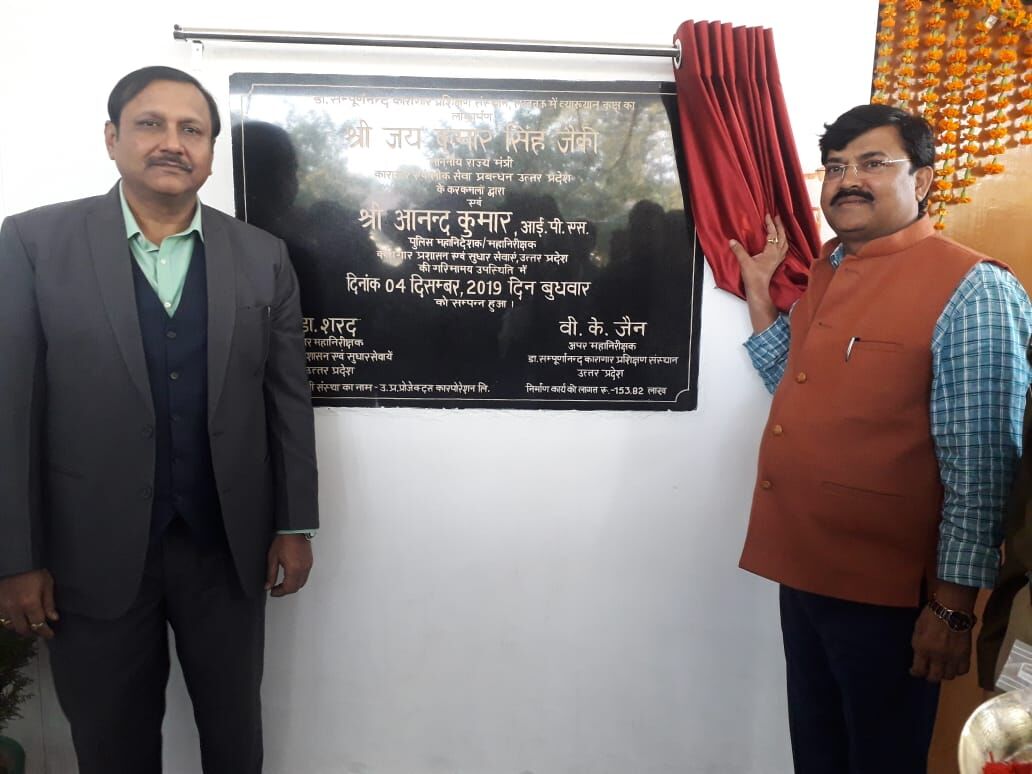 डा. सम्पूर्णानन्द कारागार प्रशिक्षण संस्थान, लखनऊ में व्याख्यान कक्ष का
लोकार्पण
श्री जय कुमार सिंह जैकी
माननीय राज्य मंत्री
कारागार एवं लोक सेवा प्रबन्धन उत्तर प्रदेश
के करकमलों द्वारा
एवं
श्री आनन्द कुमार, आई.पी.एस.
पुलिस महानिदेशक/महानिरीक्षक
कारागार प्रशासन एवं सुधार सेवाएं, उत्तर प्रदेश
की गरिमामय उपस्थिति में
दिनांक 04 दिसम्बर, 2019 दिन बुधवार
को सम्पन्न हुआ।
डा. शरद
महानिरीक्षक
प्रशासन एवं सुधार सेवायें
उत्तर प्रदेश
वी. के. जैन
अपर महानिरीक्षक
डा. सम्पूर्णानन्द कारागार प्रशिक्षण संस्थान
उत्तर प्रदेश
संस्था का नाम - उ.प्र. प्रोजेक्ट्स कारपोरेशन लि.
निर्माण कार्य की लागत रू.-153.82 लाख